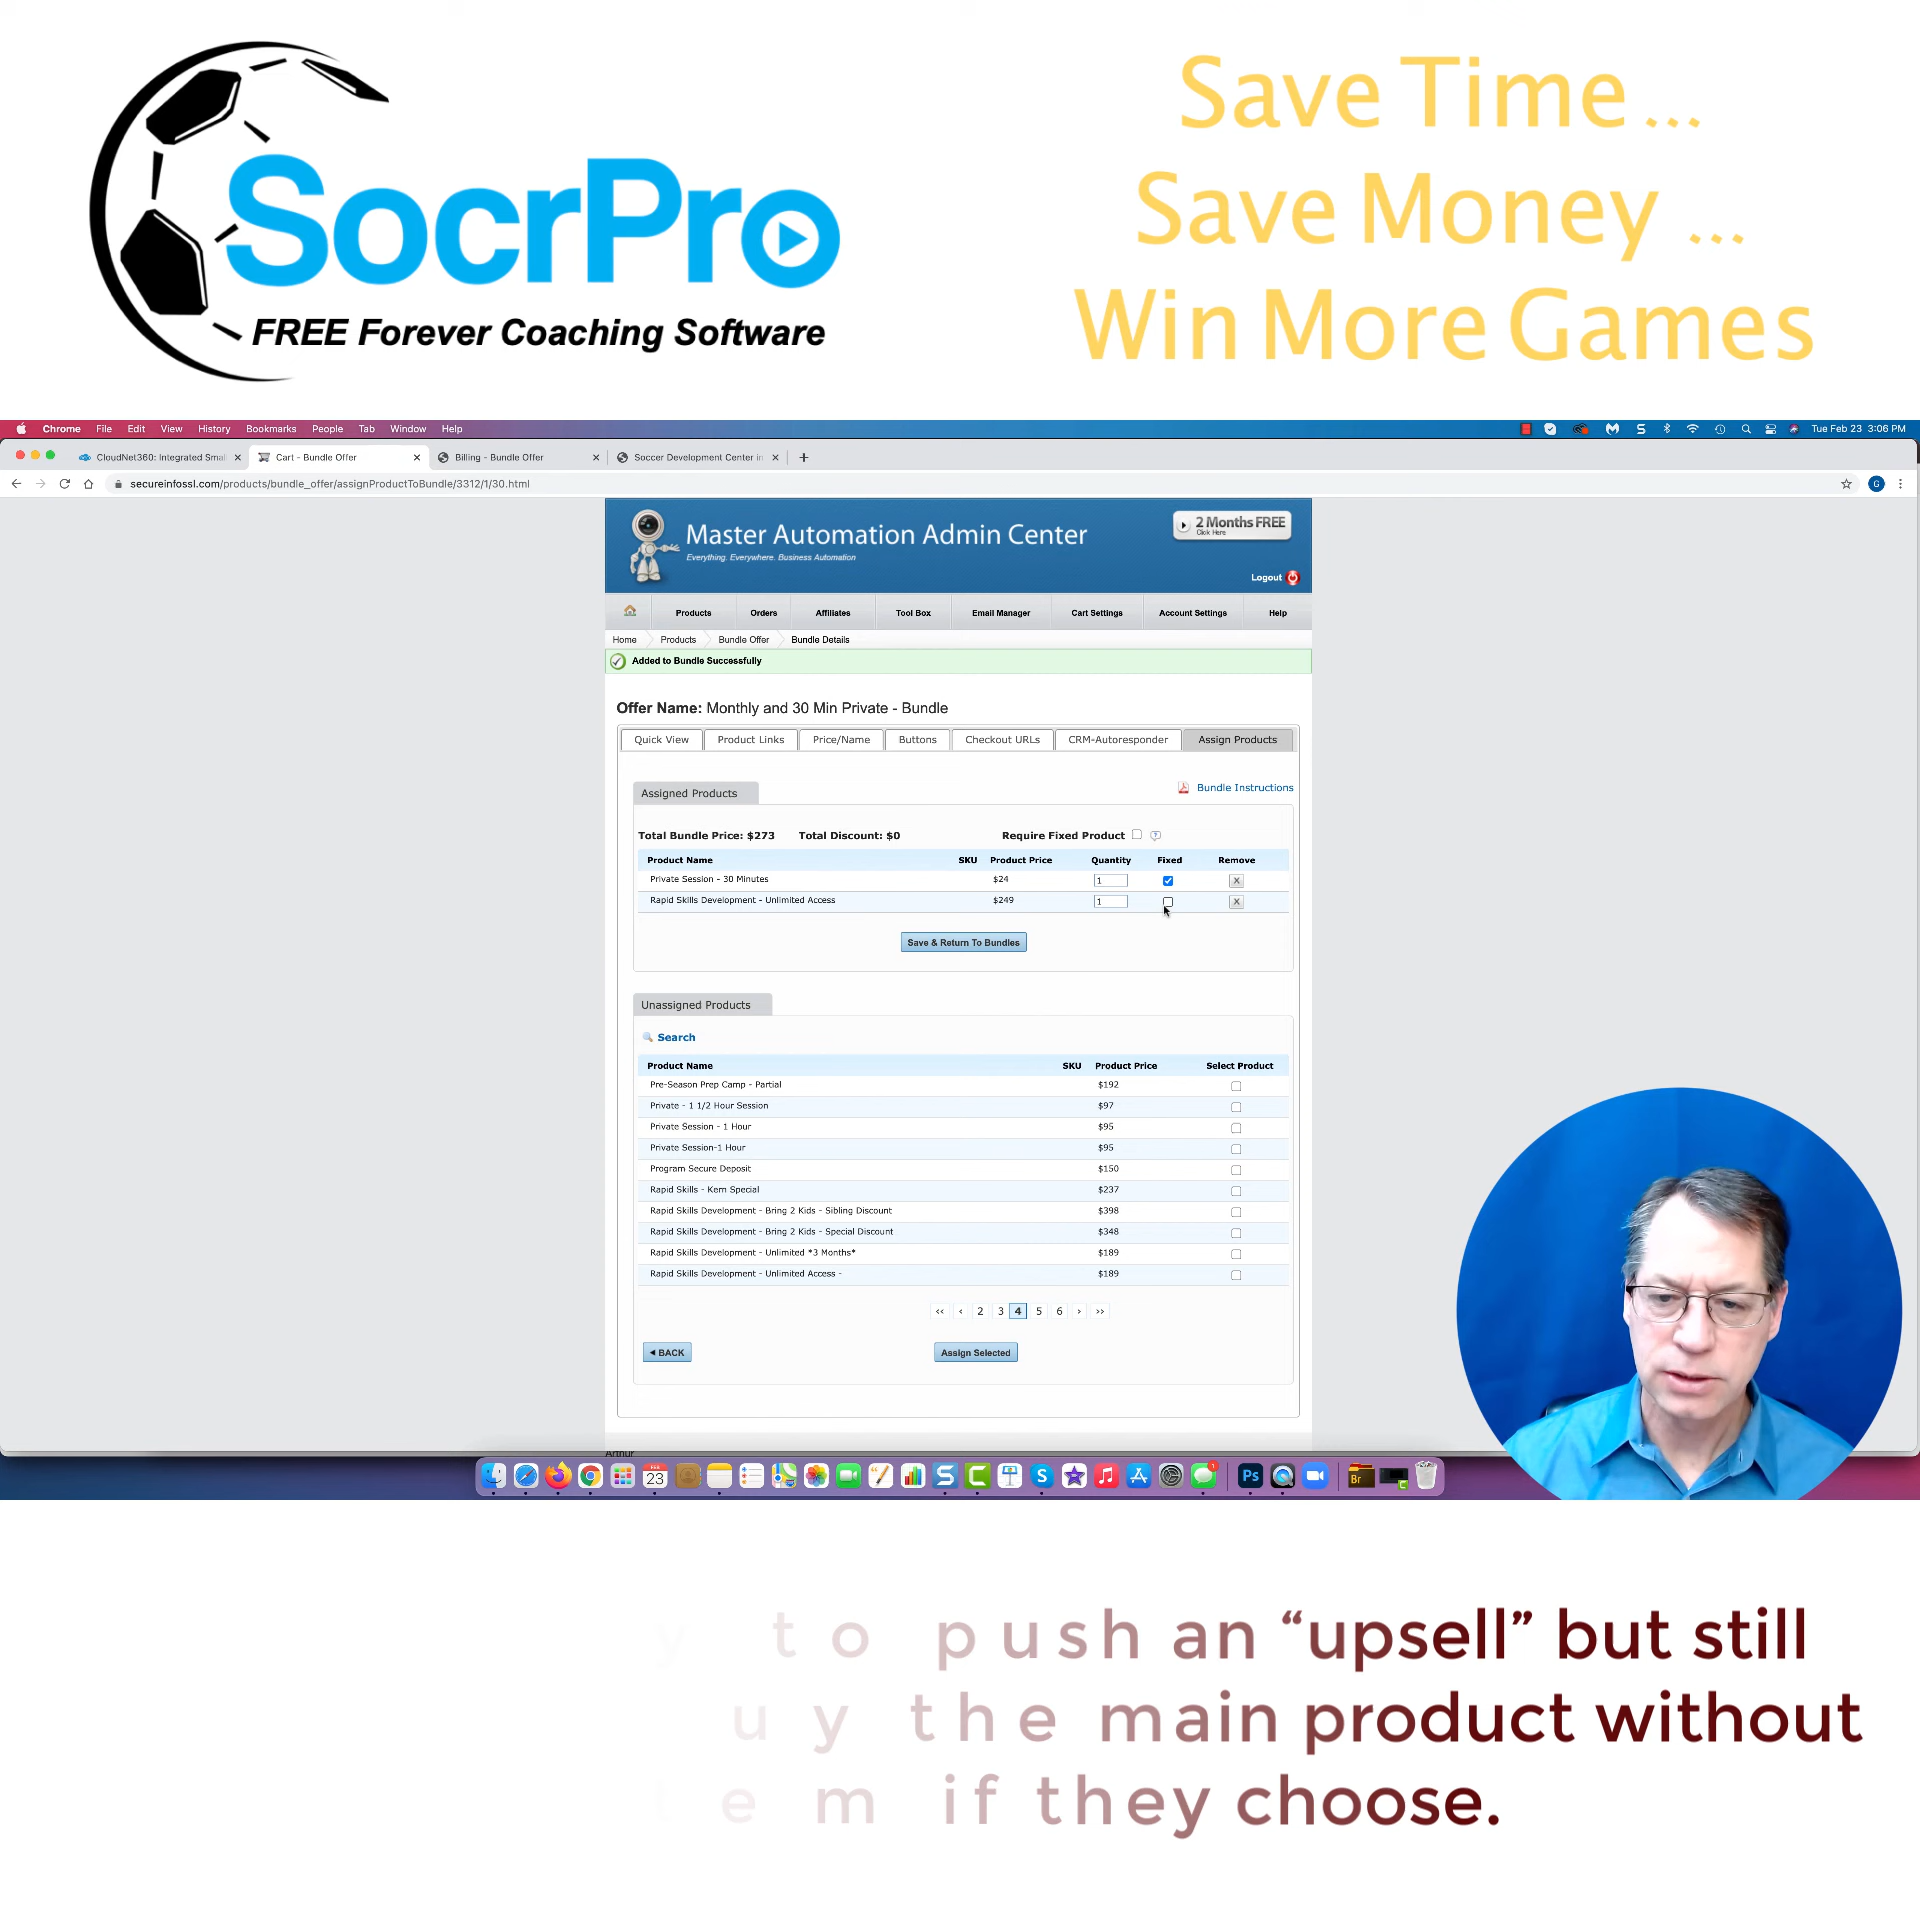 SocrPro
FREE Forever Coaching Software
Save Time...
Save Money ...
Win More Games
Chrome File Edit View History Bookmarks People Tab Window Help
Tue Feb 23 3:06 PM
CloudNet360: Integrated Smal
Cart - Bundle Offer
Billing - Bundle Offer
Soccer Development Center in
secureinfossl.com/products/bundle_offer/assignProductToBundle/3312/1/30.html
G
Master Automation Admin Center
Everything. Everywhere. Business Automation
2 Months FREE
Click Here
Logout
Products Orders Affiliates Tool Box Email Manager Cart Settings Account Settings Help
Home Products Bundle Offer Bundle Details
Added to Bundle Successfully
Offer Name: Monthly and 30 Min Private - Bundle
Quick View Product Links Price/Name Buttons Checkout URLs CRM-Autoresponder Assign Products
Assigned Products
Bundle Instructions
Total Bundle Price: $273 Total Discount: $0 Require Fixed Product
Product Name SKU Product Price Quantity Fixed Remove
Private Session - 30 Minutes $24 1 X
Rapid Skills Development - Unlimited Access $249 1 X
Save & Return To Bundles
Unassigned Products
Search
Product Name SKU Product Price Select Product
Pre-Season Prep Camp - Partial $192
Private - 1 1/2 Hour Session $97
Private Session - 1 Hour $95
Private Session-1 Hour $95
Program Secure Deposit $150
Rapid Skills - Kern Special $237
Rapid Skills Development - Bring 2 Kids - Sibling Discount $398
Rapid Skills Development - Bring 2 Kids - Special Discount $348
Rapid Skills Development - Unlimited *3 Months* $189
Rapid Skills Development - Unlimited Access - $189
<< < 2 3 4 5 6 > >>
BACK
Assign Selected
Arthur
FEB
23
1
Ps
Br
y to push an “upsell” but still
uy the main product without
em if they choose.